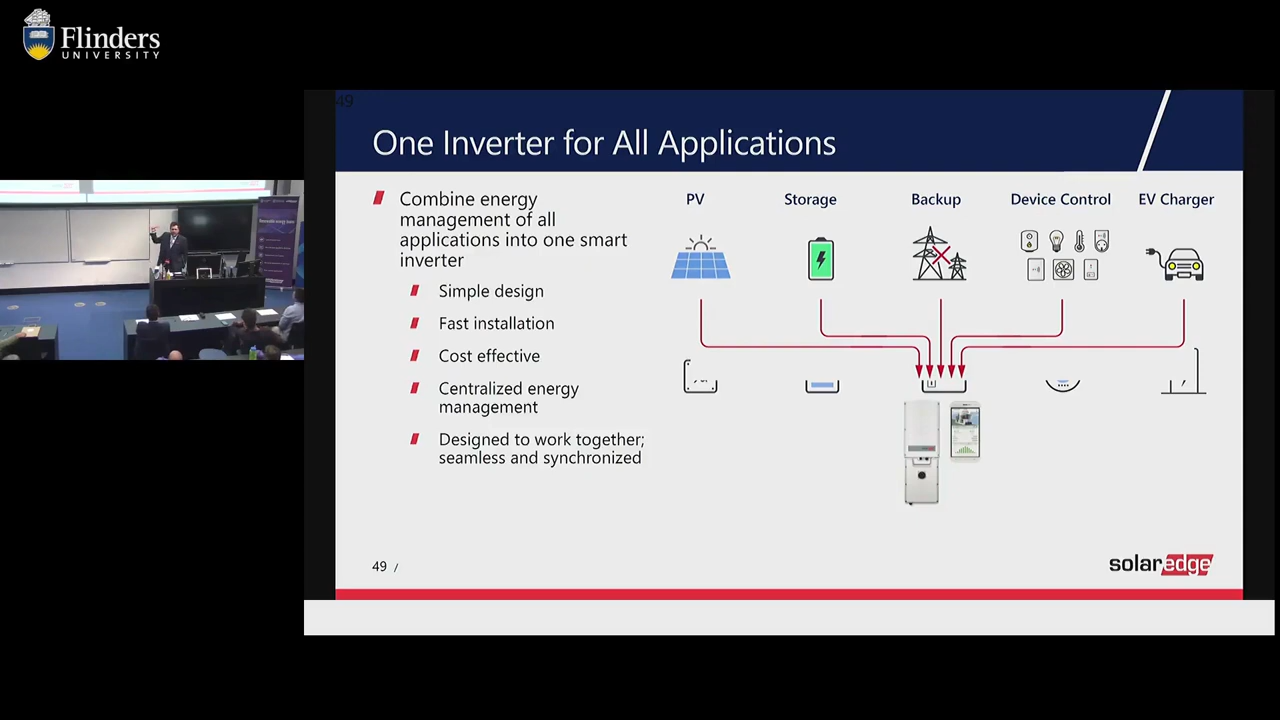 Flinders
UNIVERSITY
49
One Inverter for All Applications
Combine energy
management of all
applications into one smart
inverter
Simple design
Fast installation
Cost effective
Centralized energy
management
Designed to work together;
seamless and synchronized
PV
Storage
Backup
Device Control
EV Charger
49 /
solaredge